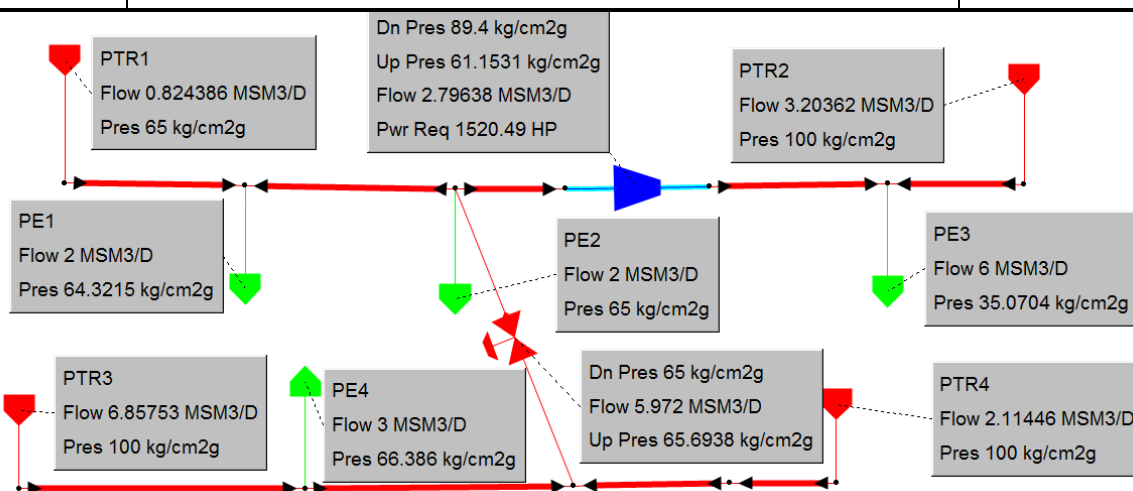 PTR1
Flow 0.824386 MSM3/D
Pres 65 kg/cm2g
Dn Pres 89.4 kg/cm2g
Up Pres 61.1531 kg/cm2g
Flow 2.79638 MSM3/D
Pwr Req 1520.49 HP
PTR2
Flow 3.20362 MSM3/D
Pres 100 kg/cm2g
PE1
Flow 2 MSM3/D
Pres 64.3215 kg/cm2g
PE2
Flow 2 MSM3/D
Pres 65 kg/cm2g
PE3
Flow 6 MSM3/D
Pres 35.0704 kg/cm2g
PTR3
Flow 6.85753 MSM3/D
Pres 100 kg/cm2g
PE4
Flow 3 MSM3/D
Pres 66.386 kg/cm2g
Dn Pres 65 kg/cm2g
Flow 5.972 MSM3/D
Up Pres 65.6938 kg/cm2g
PTR4
Flow 2.11446 MSM3/D
Pres 100 kg/cm2g